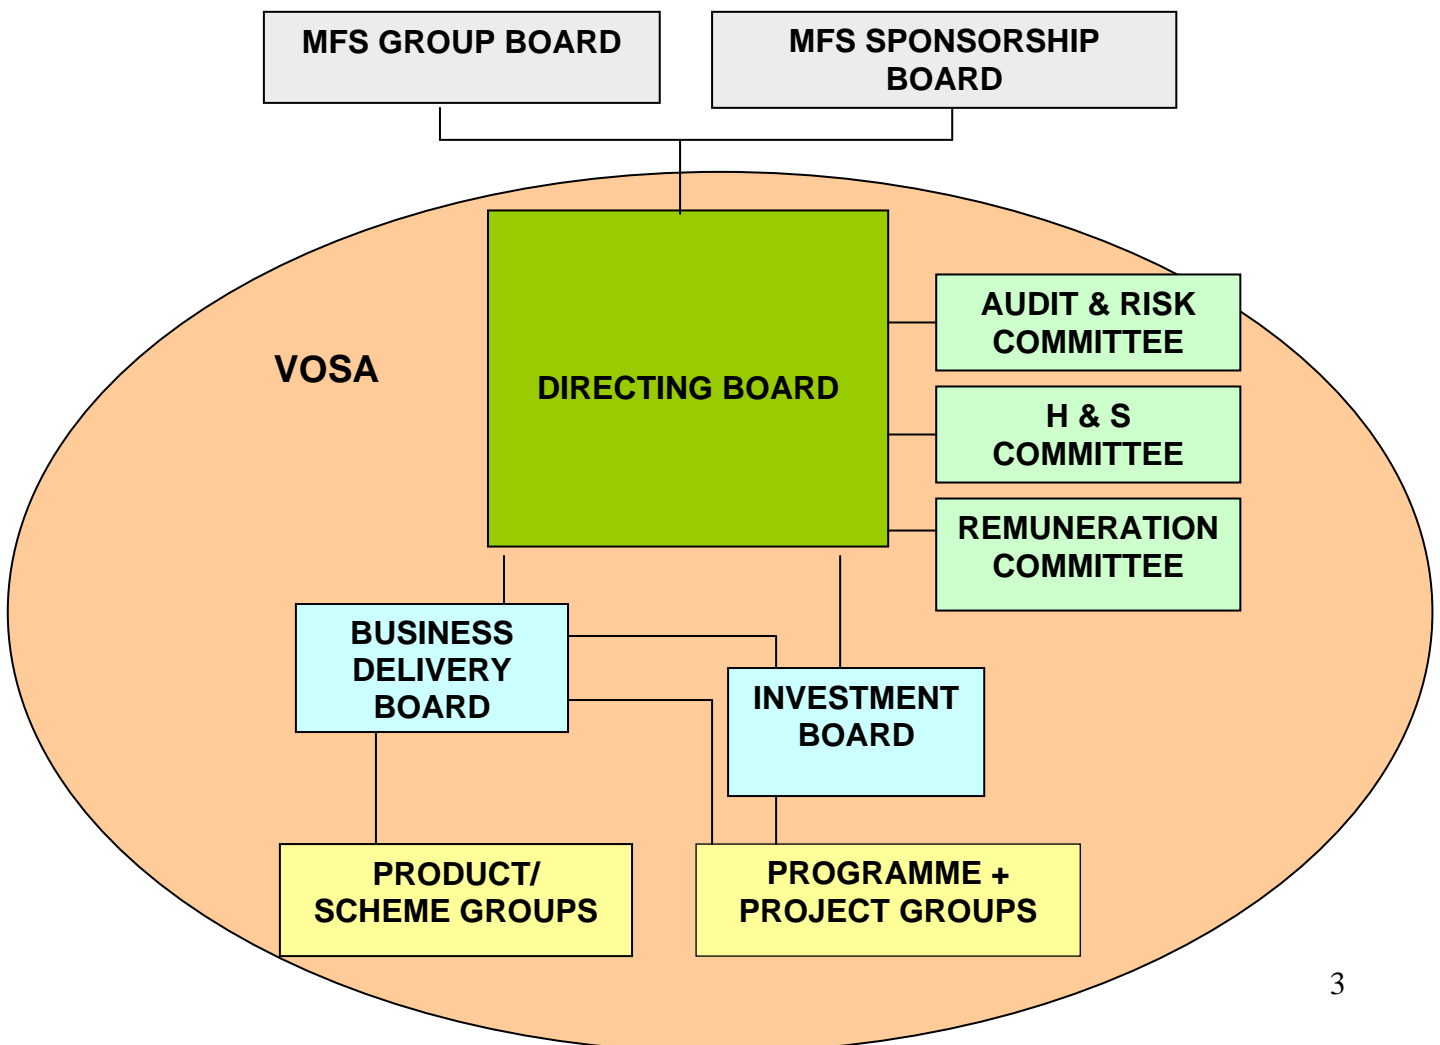 MFS GROUP BOARD
MFS SPONSORSHIP
BOARD
VOSA
DIRECTING BOARD
AUDIT & RISK
COMMITTEE
H & S
COMMITTEE
REMUNERATION
COMMITTEE
BUSINESS
DELIVERY
BOARD
INVESTMENT
BOARD
PRODUCT/
SCHEME GROUPS
PROGRAMME +
PROJECT GROUPS
3